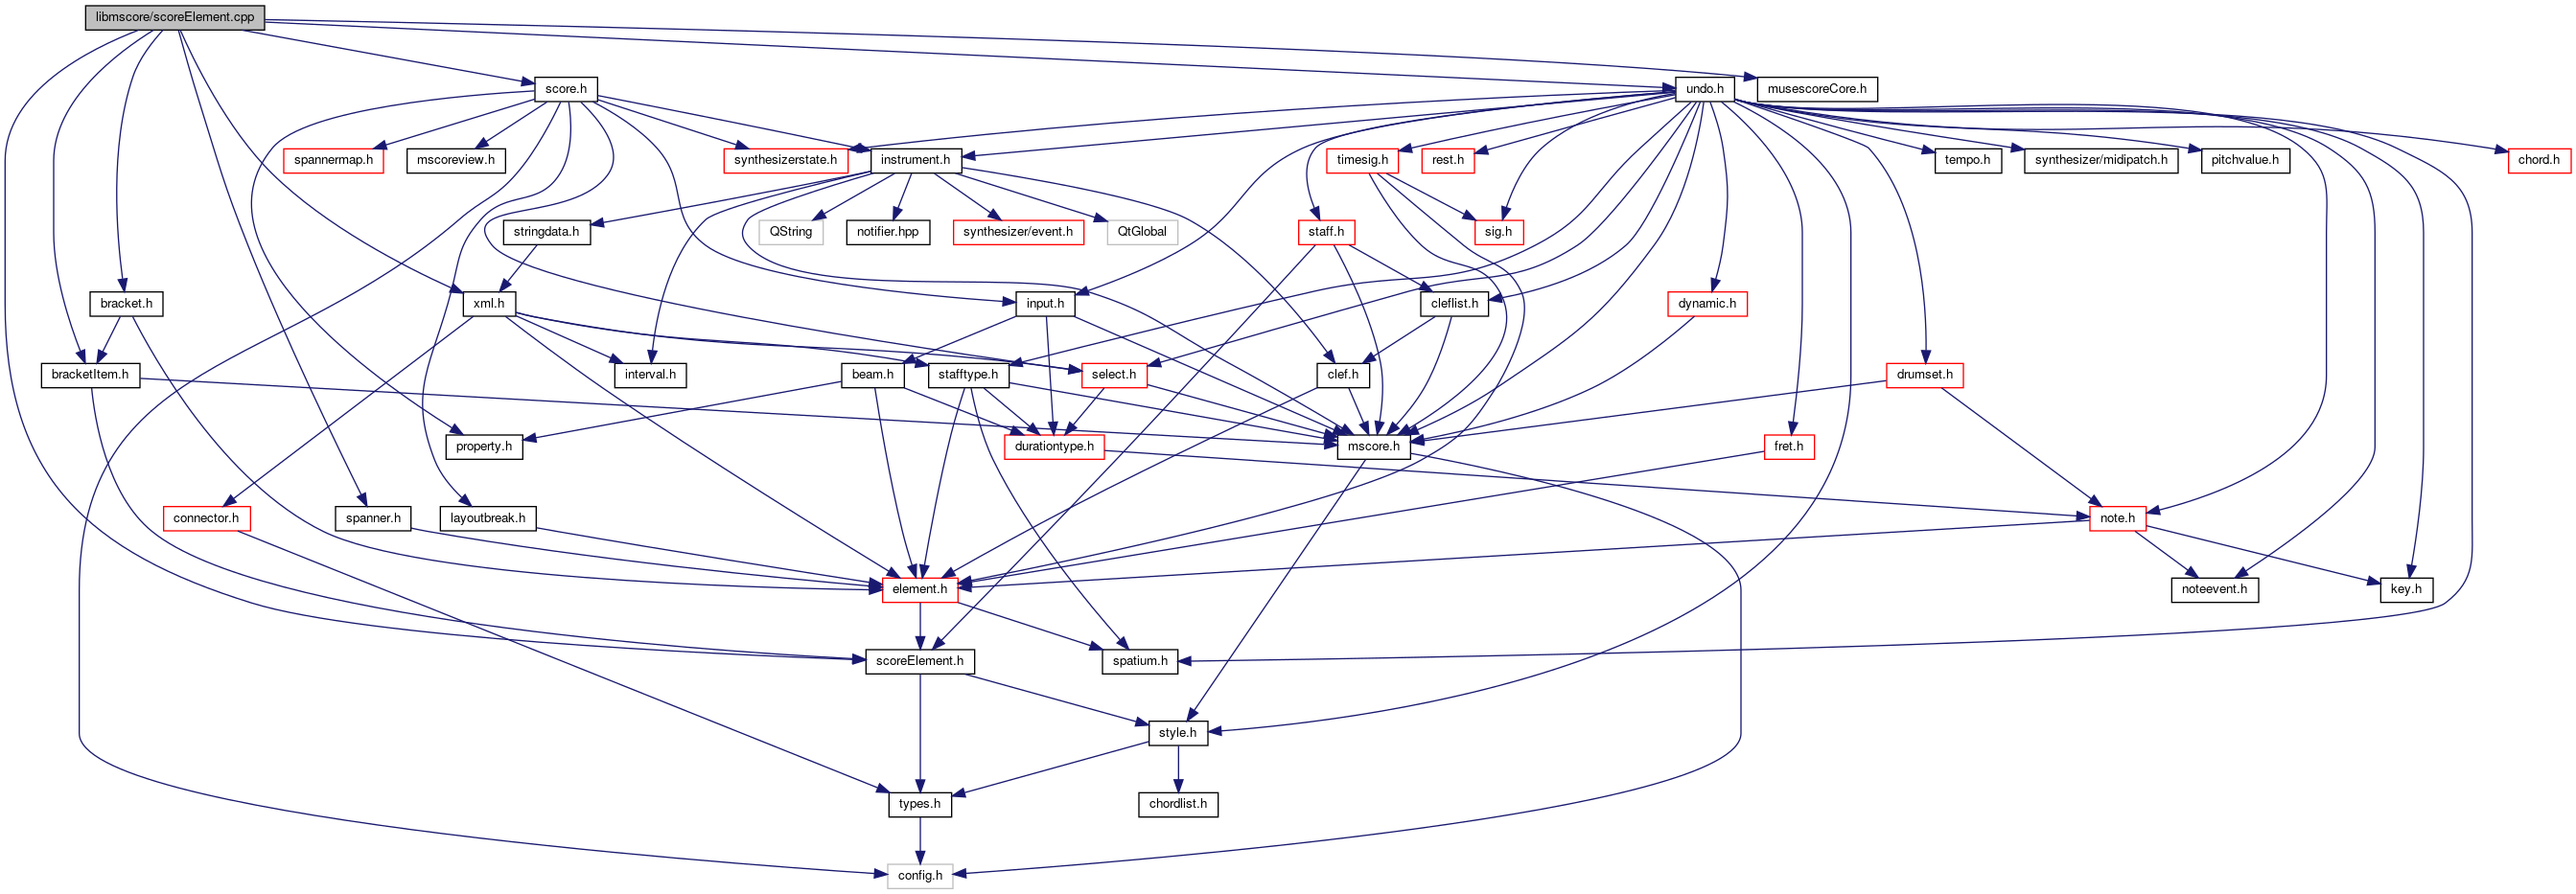 libmscore/scoreElement.cpp
score.h
undo.h
musescoreCore.h
spannermap.h
mscoreview.h
synthesizerstate.h
instrument.h
timesig.h
rest.h
tempo.h
synthesizer/midipatch.h
pitchvalue.h
chord.h
stringdata.h
QString
notifier.hpp
synthesizer/event.h
QtGlobal
staff.h
sig.h
bracket.h
xml.h
input.h
cleflist.h
dynamic.h
bracketItem.h
interval.h
beam.h
stafftype.h
select.h
clef.h
drumset.h
property.h
durationtype.h
mscore.h
fret.h
connector.h
spanner.h
layoutbreak.h
note.h
element.h
noteevent.h
key.h
scoreElement.h
spatium.h
style.h
types.h
chordlist.h
config.h